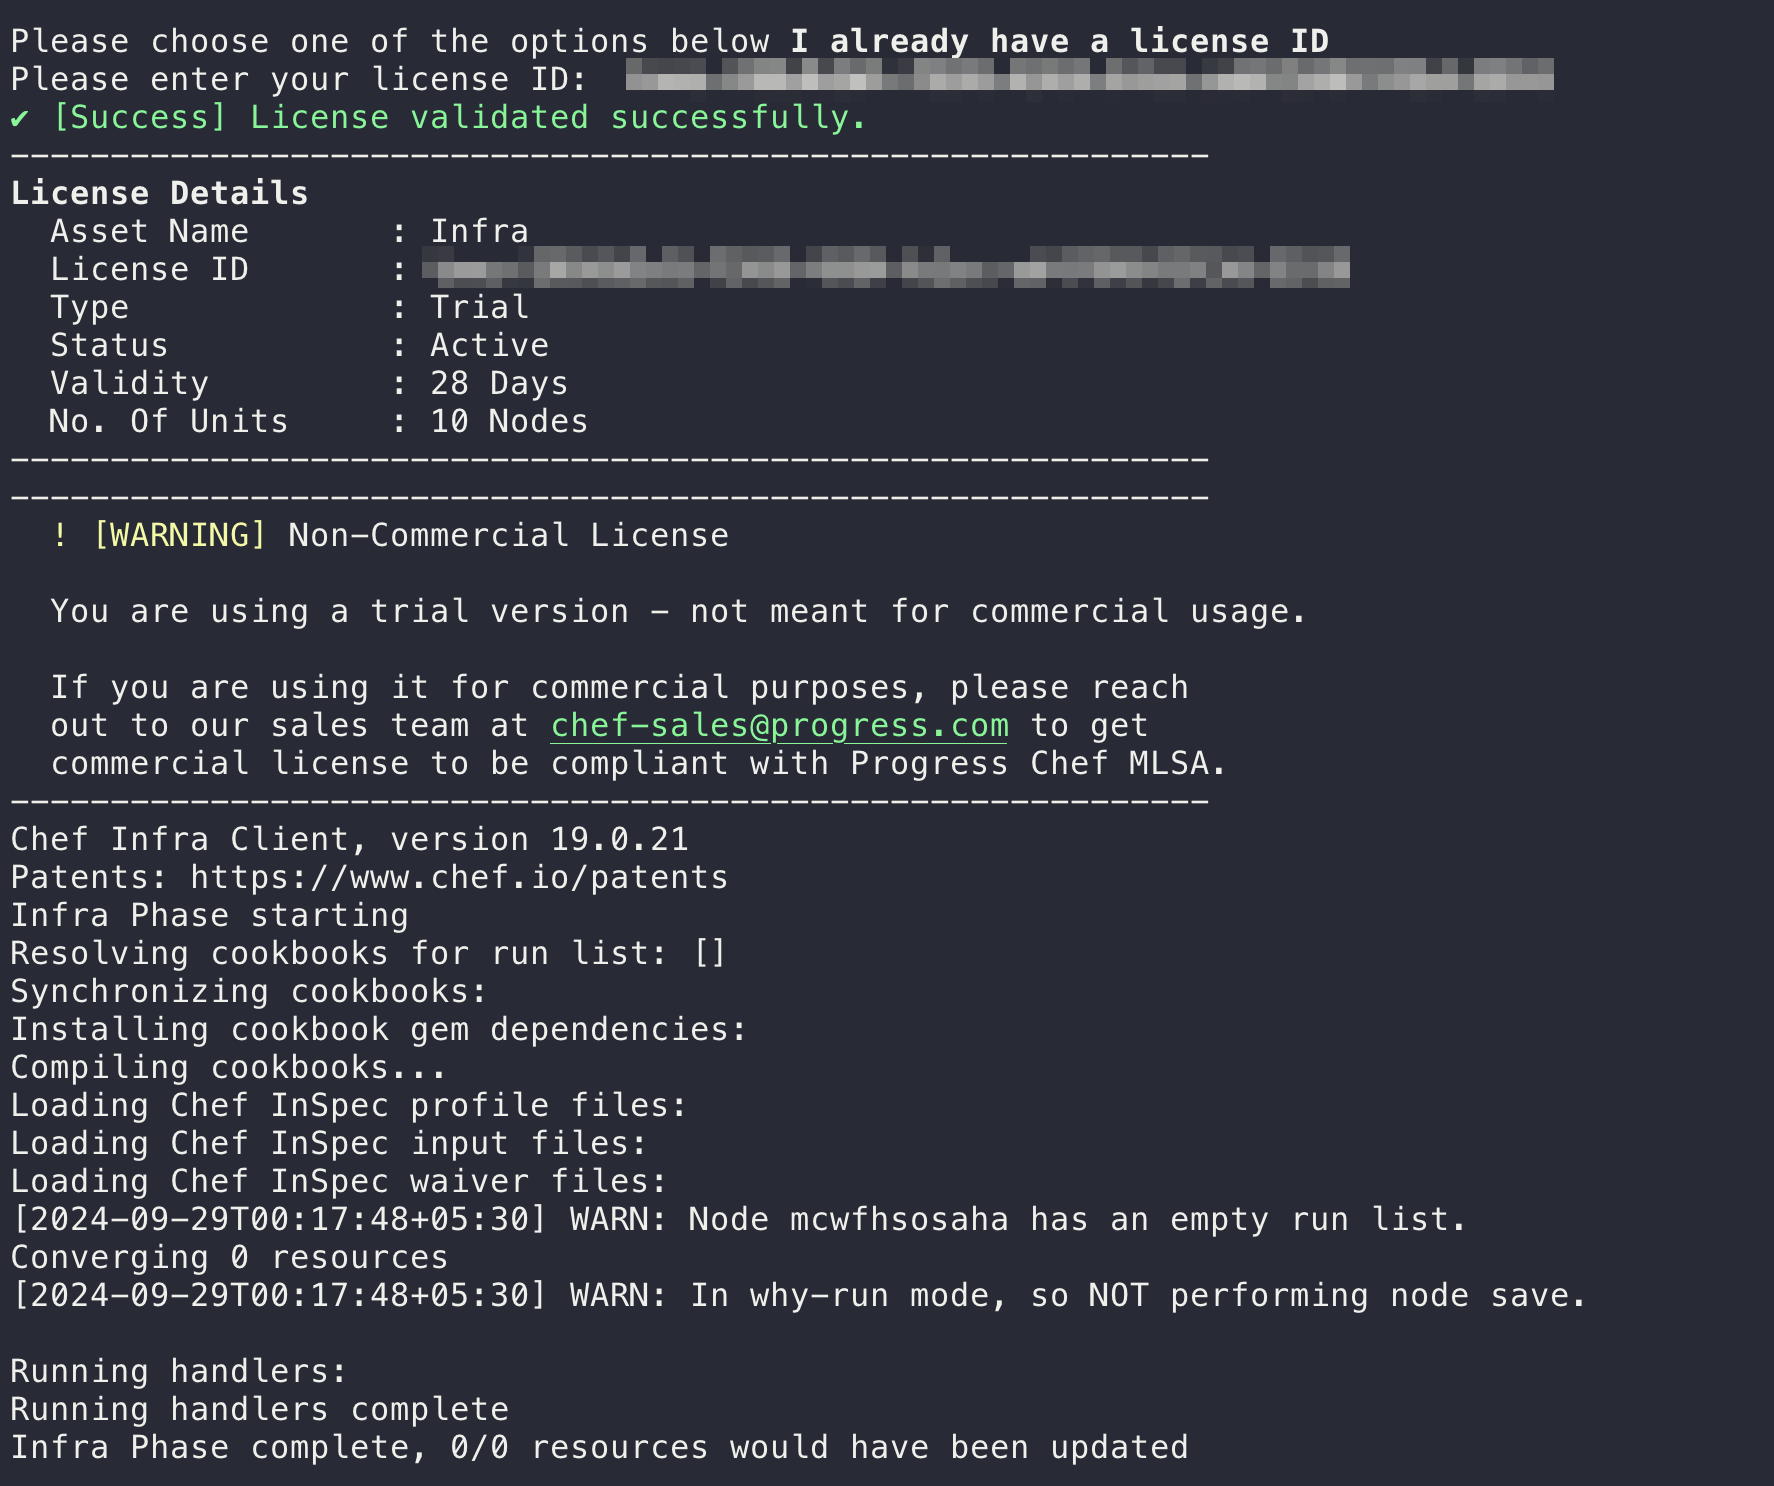 Please choose one of the options below I already have a license ID
Please enter your license ID:
✔ [Success] License validated successfully.
------------------------------------------------------------
License Details
  Asset Name       : Infra
  License ID       :
  Type             : Trial
  Status           : Active
  Validity         : 28 Days
  No. Of Units     : 10 Nodes
------------------------------------------------------------
------------------------------------------------------------
  ! [WARNING] Non-Commercial License

  You are using a trial version - not meant for commercial usage.

  If you are using it for commercial purposes, please reach
  out to our sales team at chef-sales@progress.com to get
  commercial license to be compliant with Progress Chef MLSA.
------------------------------------------------------------
Chef Infra Client, version 19.0.21
Patents: https://www.chef.io/patents
Infra Phase starting
Resolving cookbooks for run list: []
Synchronizing cookbooks:
Installing cookbook gem dependencies:
Compiling cookbooks...
Loading Chef InSpec profile files:
Loading Chef InSpec input files:
Loading Chef InSpec waiver files:
[2024-09-29T00:17:48+05:30] WARN: Node mcwfhsosaha has an empty run list.
Converging 0 resources
[2024-09-29T00:17:48+05:30] WARN: In why-run mode, so NOT performing node save.

Running handlers:
Running handlers complete
Infra Phase complete, 0/0 resources would have been updated